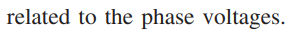 related to the phase voltages.